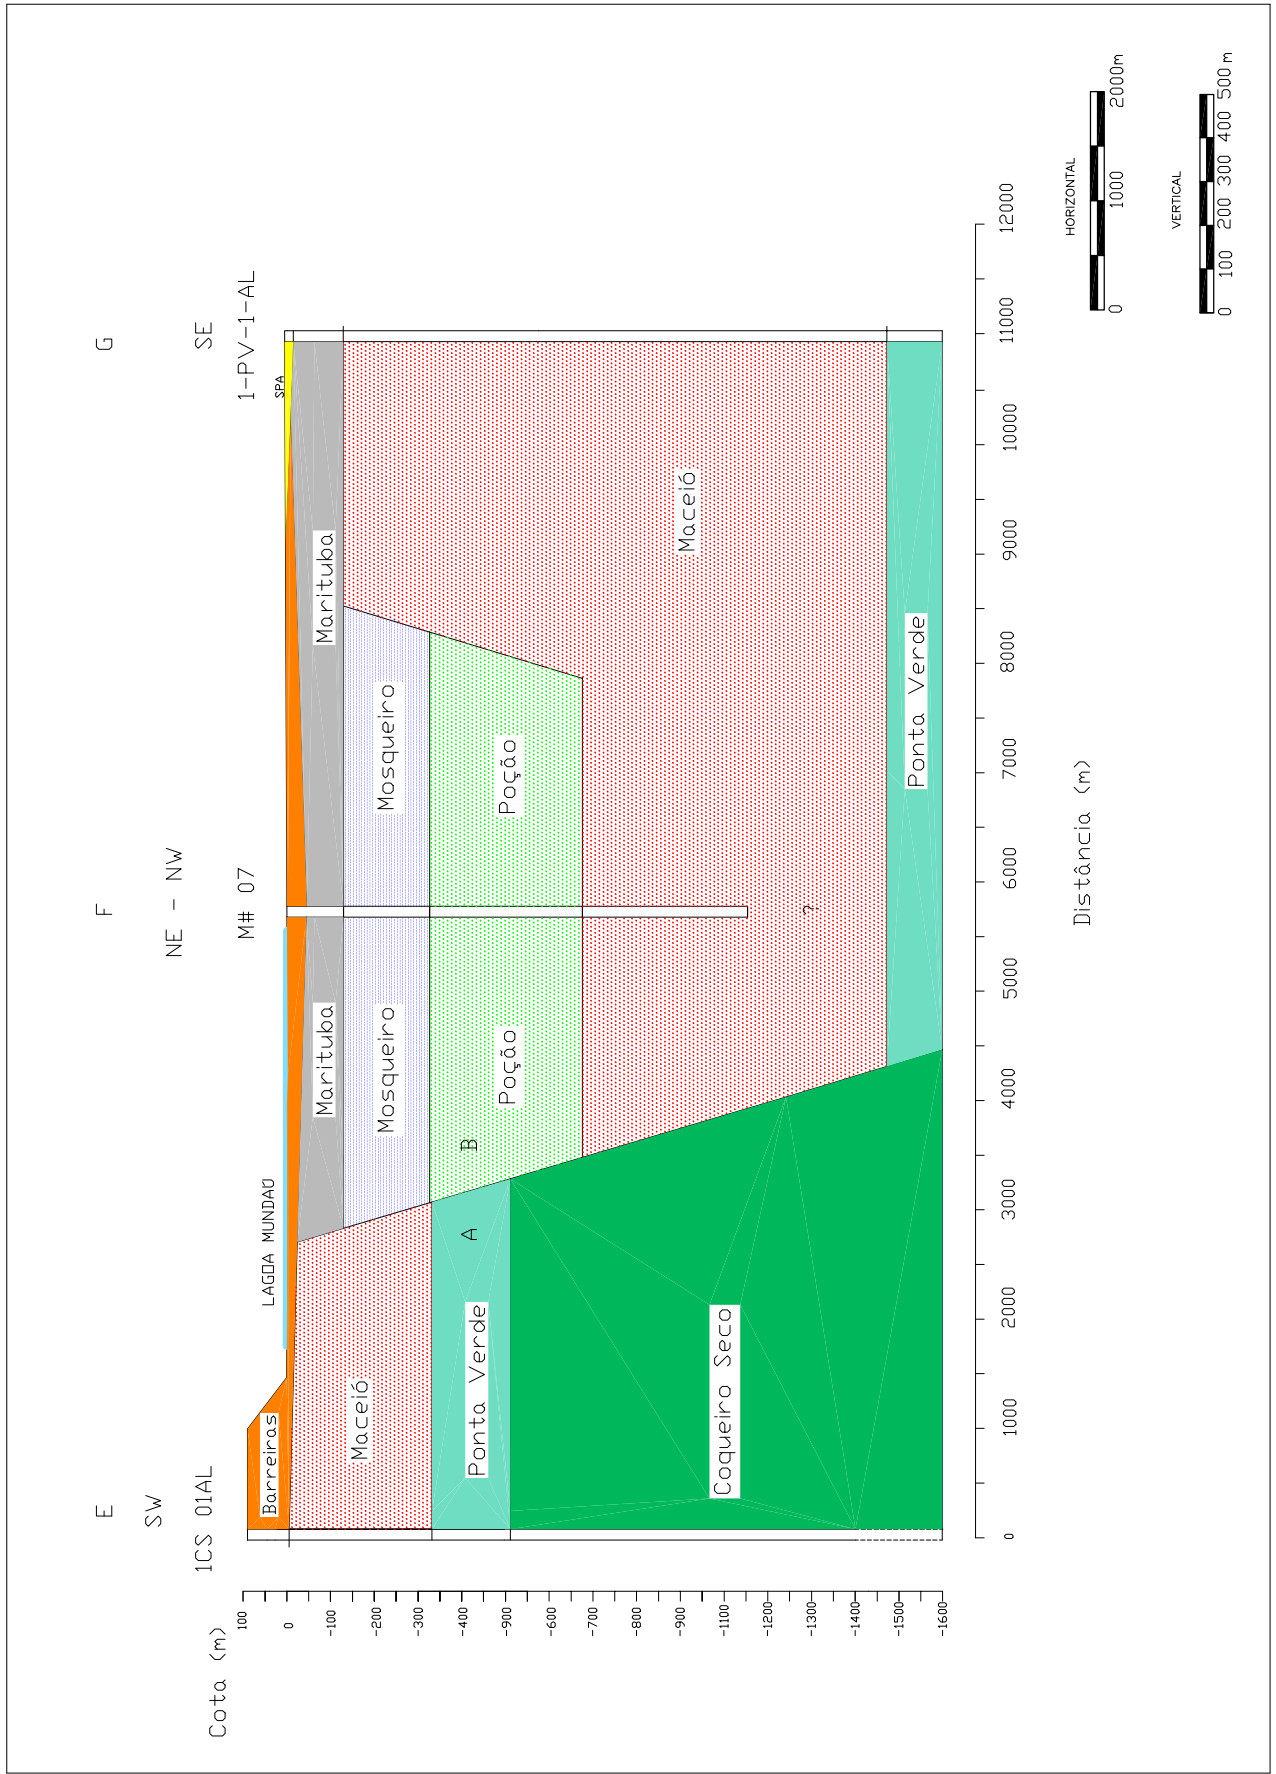 E
F
G
SW
NE - NW
SE
1CS 01AL
M# 07
1-PV-1-AL
Cota (m)
LAGOA MUNDAÚ
SPA
Barreiras
Marituba
Marituba
Maceió
Mosqueiro
Mosqueiro
A
B
Ponta Verde
Poção
Poção
Maceió
Coqueiro Seco
?
Ponta Verde
100
0
-100
-200
-300
-400
-900
-600
-700
-800
-900
-1100
-1200
-1300
-1400
-1500
-1600
0
1000
2000
3000
4000
5000
6000
7000
8000
9000
10000
11000
12000
Distância (m)
HORIZONTAL
0 1000 2000m
VERTICAL
0 100 200 300 400 500 m